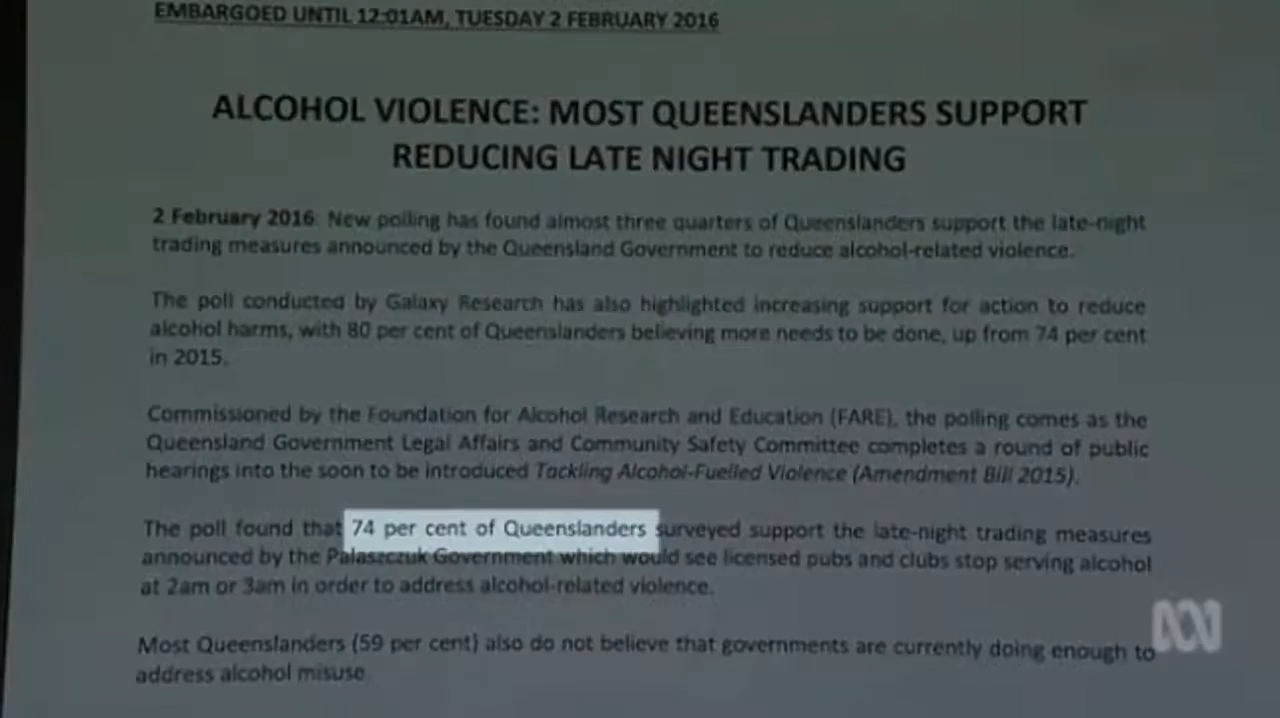 EMBARGOED UNTIL 12:01AM, TUESDAY 2 FEBRUARY 2016
ALCOHOL VIOLENCE: MOST QUEENSLANDERS SUPPORT
REDUCING LATE NIGHT TRADING
2 February 2016: New polling has found almost three quarters of Queenslanders support the late-night
trading measures announced by the Queensland Government to reduce alcohol-related violence.
The poll conducted by Galaxy Research has also highlighted increasing support for action to reduce
alcohol harms, with 80 per cent of Queenslanders believing more needs to be done, up from 74 per cent
in 2015.
Commissioned by the Foundation for Alcohol Research and Education (FARE), the polling comes as the
Queensland Government Legal Affairs and Community Safety Committee completes a round of public
hearings into the soon to be introduced Tackling Alcohol-Fuelled Violence (Amendment Bill 2015).
The poll found that 74 per cent of Queenslanders surveyed support the late-night trading measures
announced by the Palaszczuk Government which would see licensed pubs and clubs stop serving alcohol
at 2am or 3am in order to address alcohol-related violence.
Most Queenslanders (59 per cent) also do not believe that governments are currently doing enough to
address alcohol misuse.